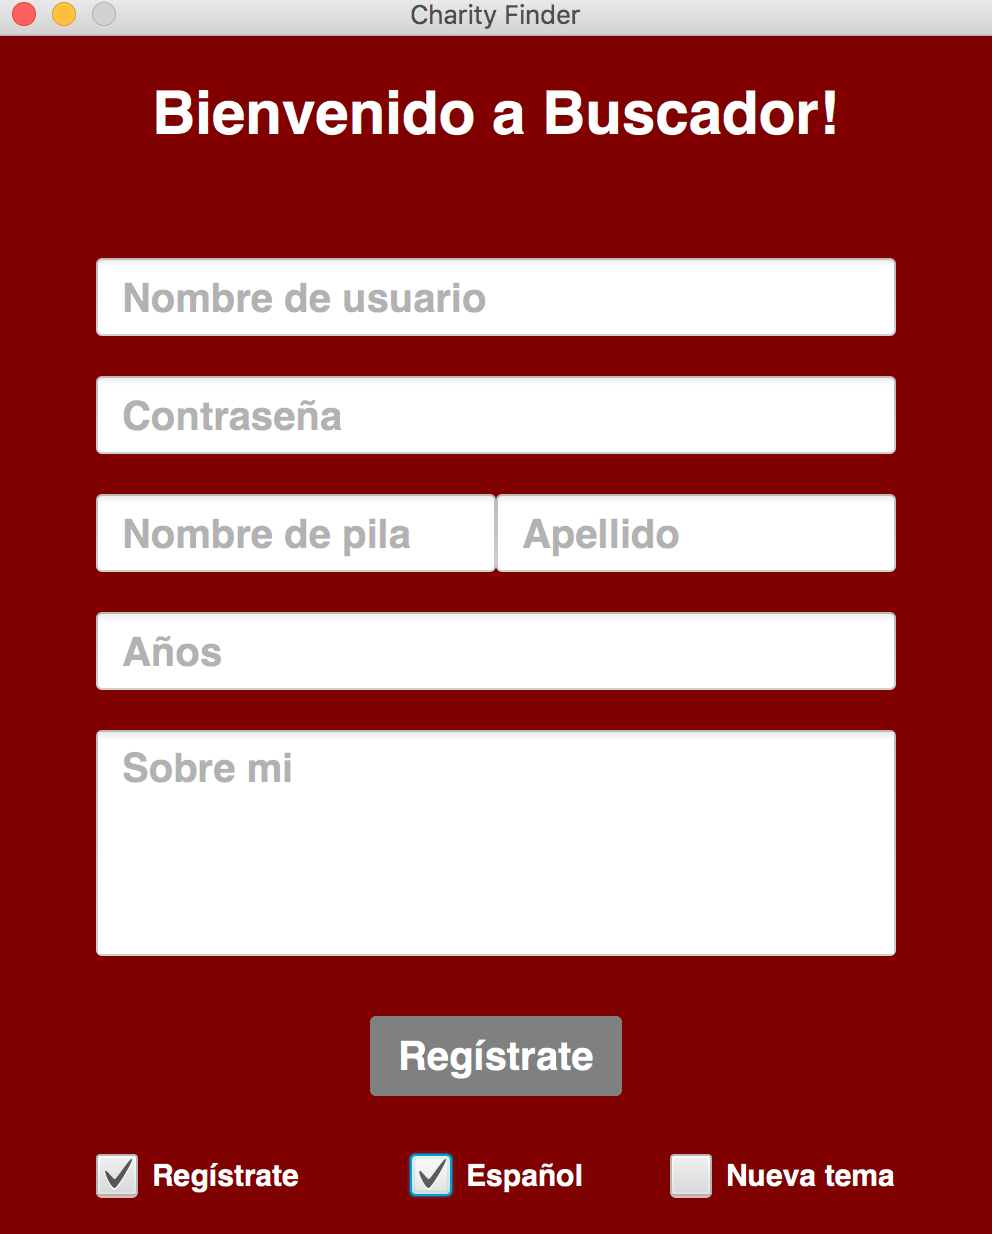 Charity Finder
Bienvenido a Buscador!
Nombre de usuario
Contraseña
Nombre de pila Apellido
Años
Sobre mi
Regístrate
Regístrate Español Nueva tema